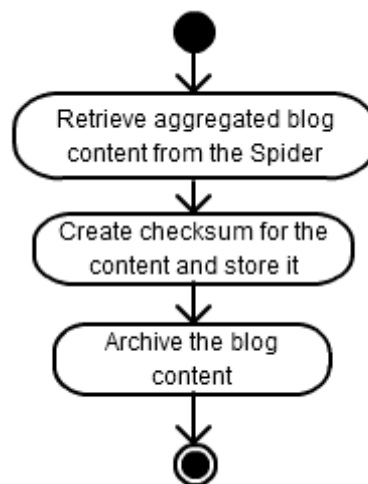 Retrieve aggregated blog
content from the Spider
Create checksum for the
content and store it
Archive the blog
content